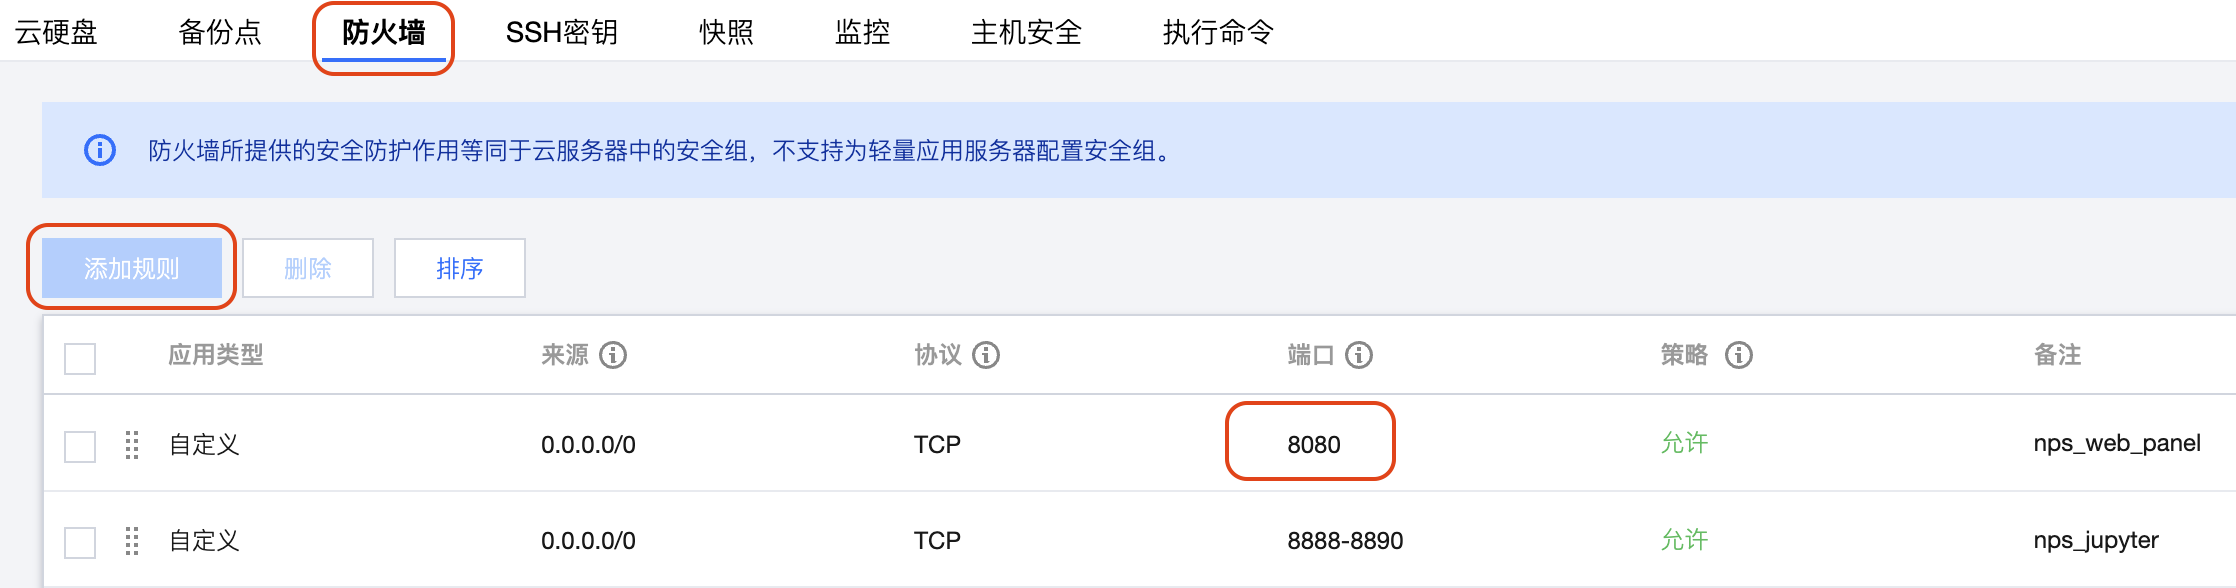 云硬盘 备份点 防火墙 SSH密钥 快照 监控 主机安全 执行命令
防火墙所提供的安全防护作用等同于云服务器中的安全组，不支持为轻量应用服务器配置安全组。
添加规则 删除 排序
应用类型 来源 协议 端口 策略 备注
自定义 0.0.0.0/0 TCP 8080 允许 nps_web_panel
自定义 0.0.0.0/0 TCP 8888-8890 允许 nps_jupyter